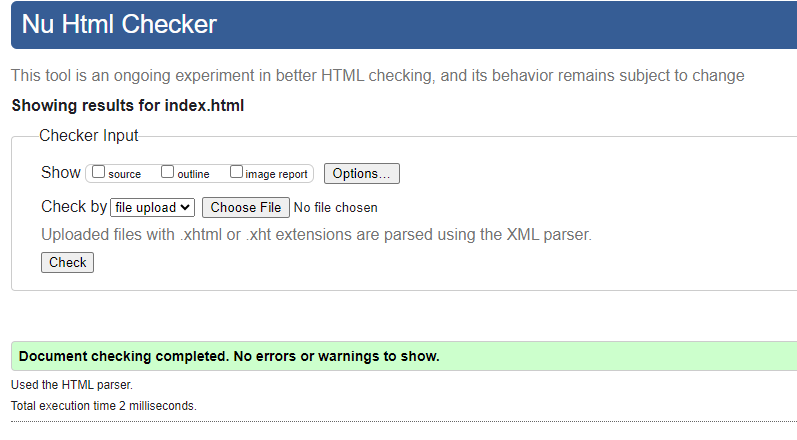 Nu Html Checker
This tool is an ongoing experiment in better HTML checking, and its behavior remains subject to change
Showing results for index.html
Checker Input
Show source outline image report Options...
Check by file upload Choose File No file chosen
Uploaded files with .xhtml or .xht extensions are parsed using the XML parser.
Check
Document checking completed. No errors or warnings to show.
Used the HTML parser.
Total execution time 2 milliseconds.